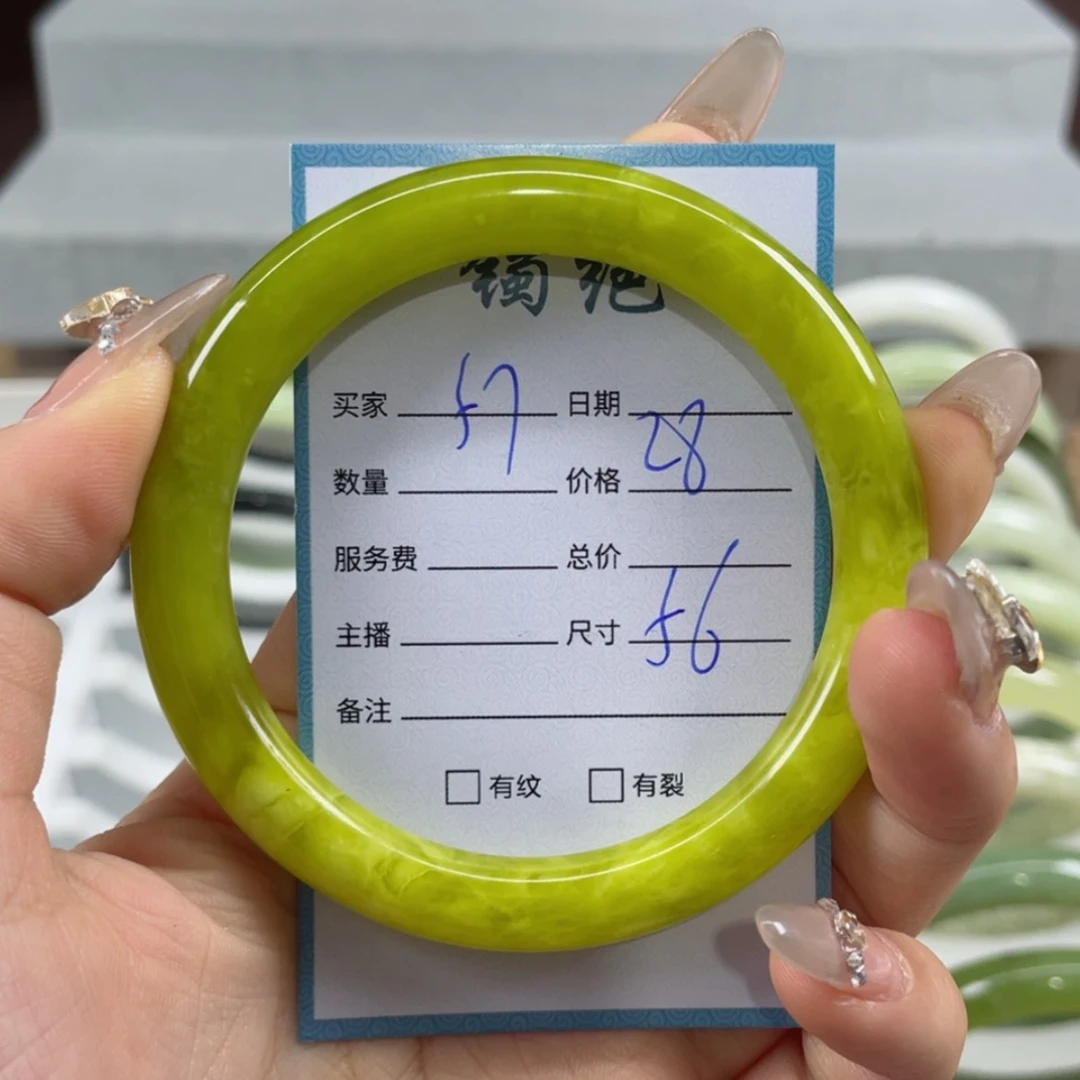 镯
买家 57 日期
数量 价格 28
服务费 总价
主播 尺寸 56
备注
有纹 有裂